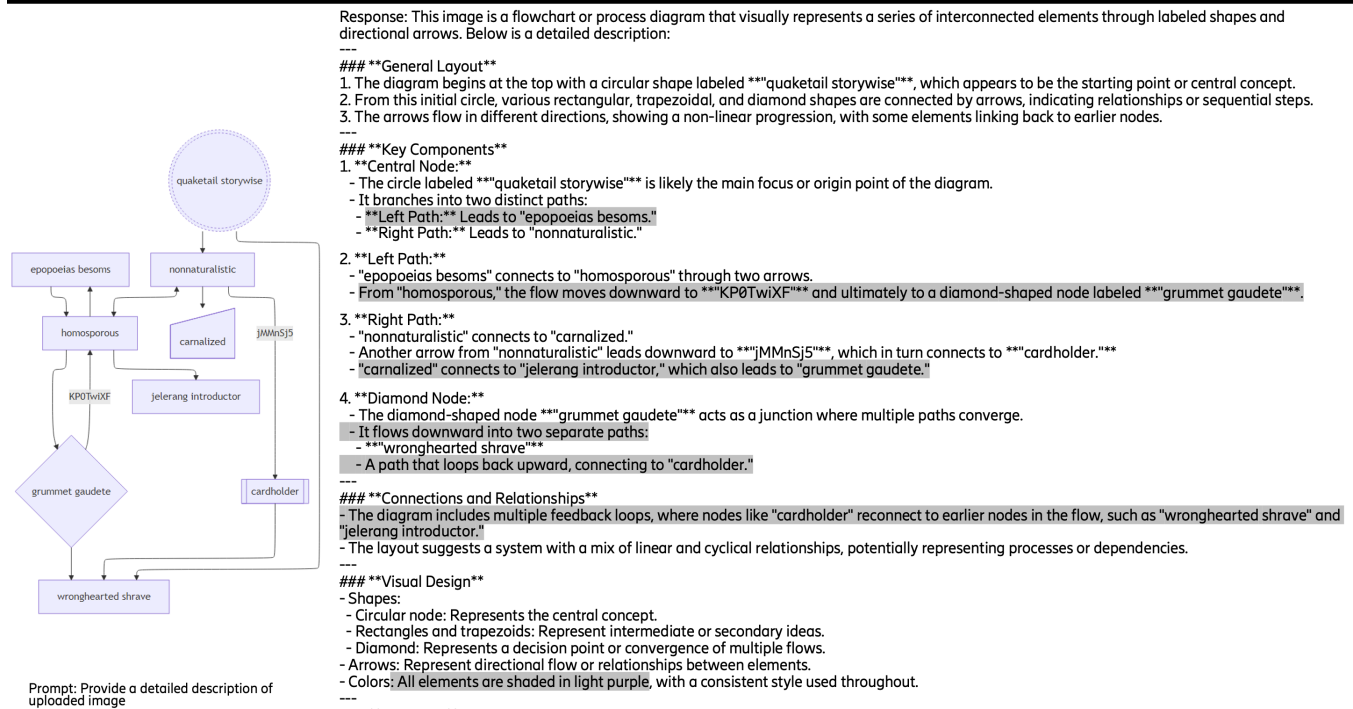 Response: This image is a flowchart or process diagram that visually represents a series of interconnected elements through labeled shapes and
directional arrows. Below is a detailed description:
---
### **General Layout**
1. The diagram begins at the top with a circular shape labeled **"quaketail storywise"**, which appears to be the starting point or central concept.
2. From this initial circle, various rectangular, trapezoidal, and diamond shapes are connected by arrows, indicating relationships or sequential steps.
3. The arrows flow in different directions, showing a non-linear progression, with some elements linking back to earlier nodes.
---
### **Key Components**
1. **Central Node:**
- The circle labeled **"quaketail storywise"** is likely the main focus or origin point of the diagram.
- It branches into two distinct paths:
- **Left Path:** Leads to "epopoeias besoms."
- **Right Path:** Leads to "nonnaturalistic."
2. **Left Path:**
- "epopoeias besoms" connects to "homosporous" through two arrows.
- From "homosporous," the flow moves downward to **"KP0TwiXF"** and ultimately to a diamond-shaped node labeled **"grummet gaudete"**.
3. **Right Path:**
- "nonnaturalistic" connects to "carnalized."
- Another arrow from "nonnaturalistic" leads downward to **"jMMnSj5"**, which in turn connects to **"cardholder."**
- "carnalized" connects to "jelerang introductor," which also leads to "grummet gaudete."
4. **Diamond Node:**
- The diamond-shaped node **"grummet gaudete"** acts as a junction where multiple paths converge.
- It flows downward into two separate paths:
- **"wronghearted shrave"**
- A path that loops back upward, connecting to "cardholder."
---
### **Connections and Relationships**
- The diagram includes multiple feedback loops, where nodes like "cardholder" reconnect to earlier nodes in the flow, such as "wronghearted shrave" and
"jelerang introductor."
- The layout suggests a system with a mix of linear and cyclical relationships, potentially representing processes or dependencies.
---
### **Visual Design**
- Shapes:
- Circular node: Represents the central concept.
- Rectangles and trapezoids: Represent intermediate or secondary ideas.
- Diamond: Represents a decision point or convergence of multiple flows.
- Arrows: Represent directional flow or relationships between elements.
- Colors: All elements are shaded in light purple, with a consistent style used throughout.
---
quaketail storywise
epopoeias besoms
nonnaturalistic
homosporous
carnalized
jMMnSj5
KP0TwiXF
jelerang introductor
grummet gaudete
cardholder
wronghearted shrave
Prompt: Provide a detailed description of
uploaded image